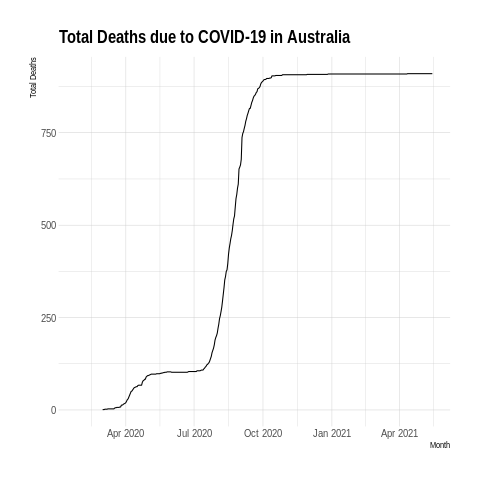 Total Deaths due to COVID-19 in Australia
Total Deaths
750
500
250
0
Apr 2020 Jul 2020 Oct 2020 Jan 2021 Apr 2021
Month